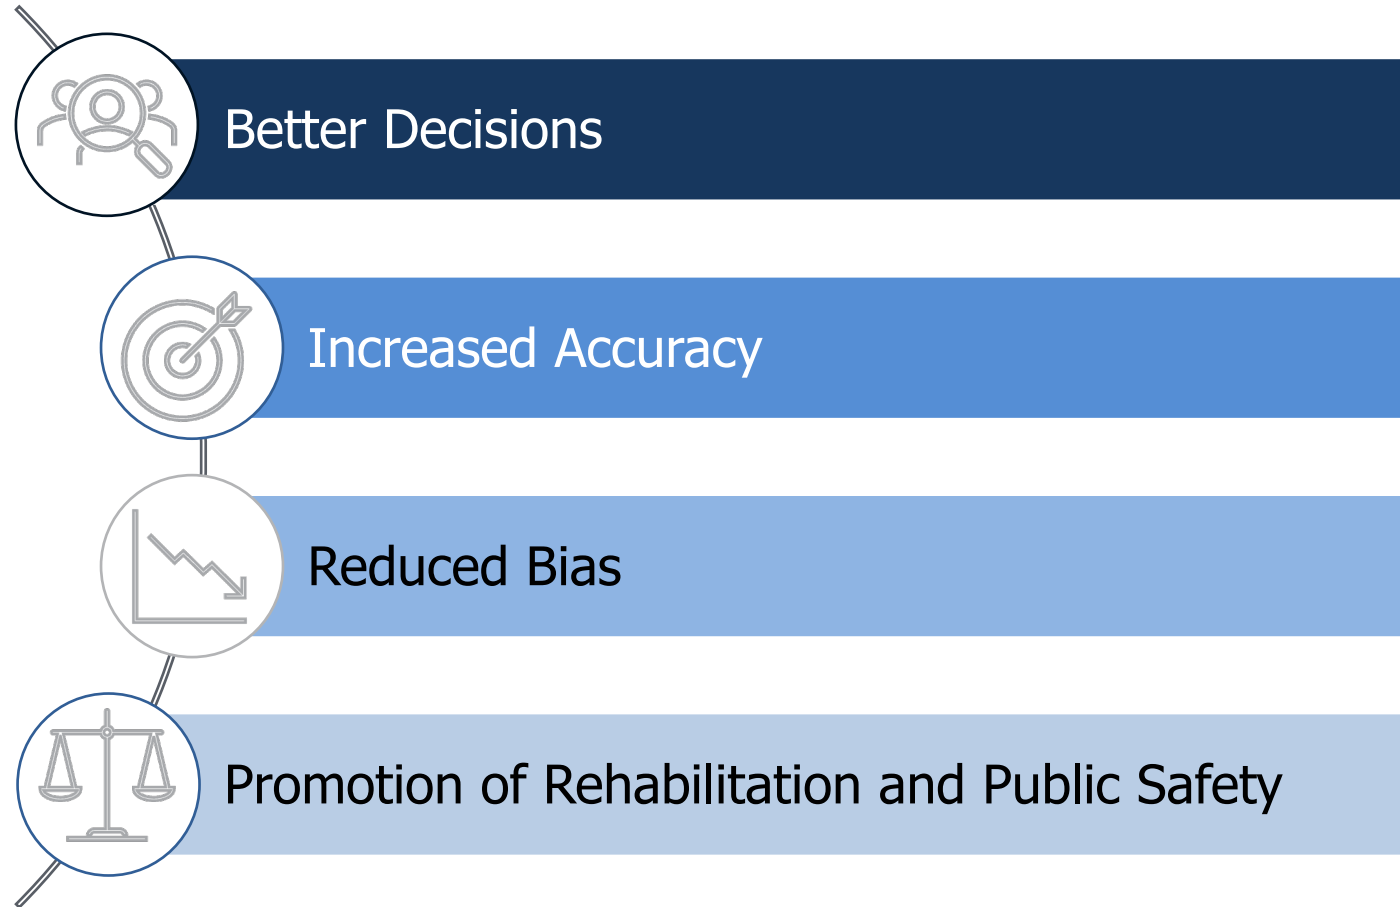 Better Decisions
Increased Accuracy
Reduced Bias
Promotion of Rehabilitation and Public Safety